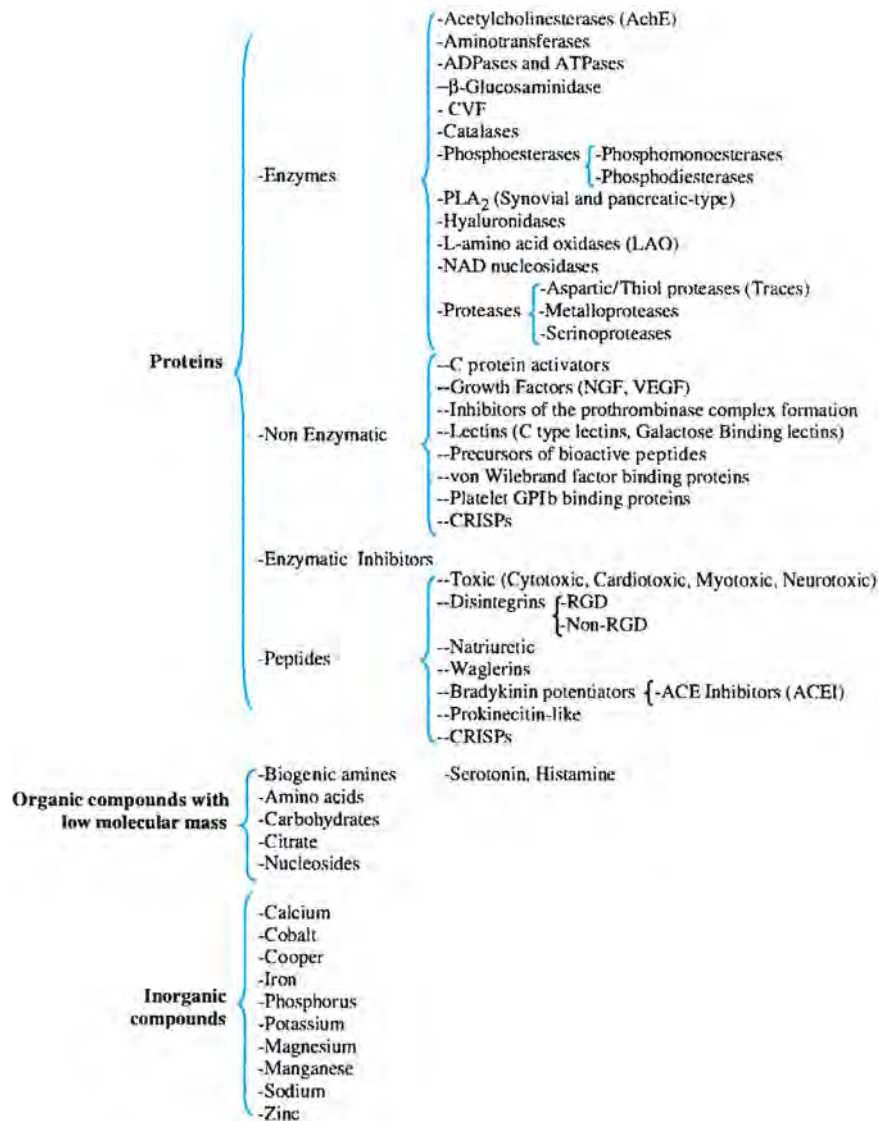 -Acetylcholinesterases (AchE)
-Aminotransferases
-ADPases and ATPases
–β-Glucosaminidase
- CVF
-Catalases
-Phosphoesterases
-Phosphomonoesterases
-Phosphodiesterases
-Enzymes
-PLA2 (Synovial and pancreatic-type)
-Hyaluronidases
-L-amino acid oxidases (LAO)
-NAD nucleosidases
-Proteases
-Aspartic/Thiol proteases (Traces)
-Metalloproteases
-Serinoproteases
Proteins
--C protein activators
--Growth Factors (NGF, VEGF)
--Inhibitors of the prothrombinase complex formation
-Non Enzymatic
--Lectins (C type lectins, Galactose Binding lectins)
--Precursors of bioactive peptides
--von Wilebrand factor binding proteins
--Platelet GPIb binding proteins
--CRISPs
-Enzymatic Inhibitors
--Toxic (Cytotoxic, Cardiotoxic, Myotoxic, Neurotoxic)
--Disintegrins
-RGD
-Non-RGD
-Peptides
--Natriuretic
--Waglerins
--Bradykinin potentiators
-ACE Inhibitors (ACEI)
--Prokinecitin-like
--CRISPs
Organic compounds with
low molecular mass
-Biogenic amines
-Serotonin, Histamine
-Amino acids
-Carbohydrates
-Citrate
-Nucleosides
Inorganic
compounds
-Calcium
-Cobalt
-Cooper
-Iron
-Phosphorus
-Potassium
-Magnesium
-Manganese
-Sodium
-Zinc